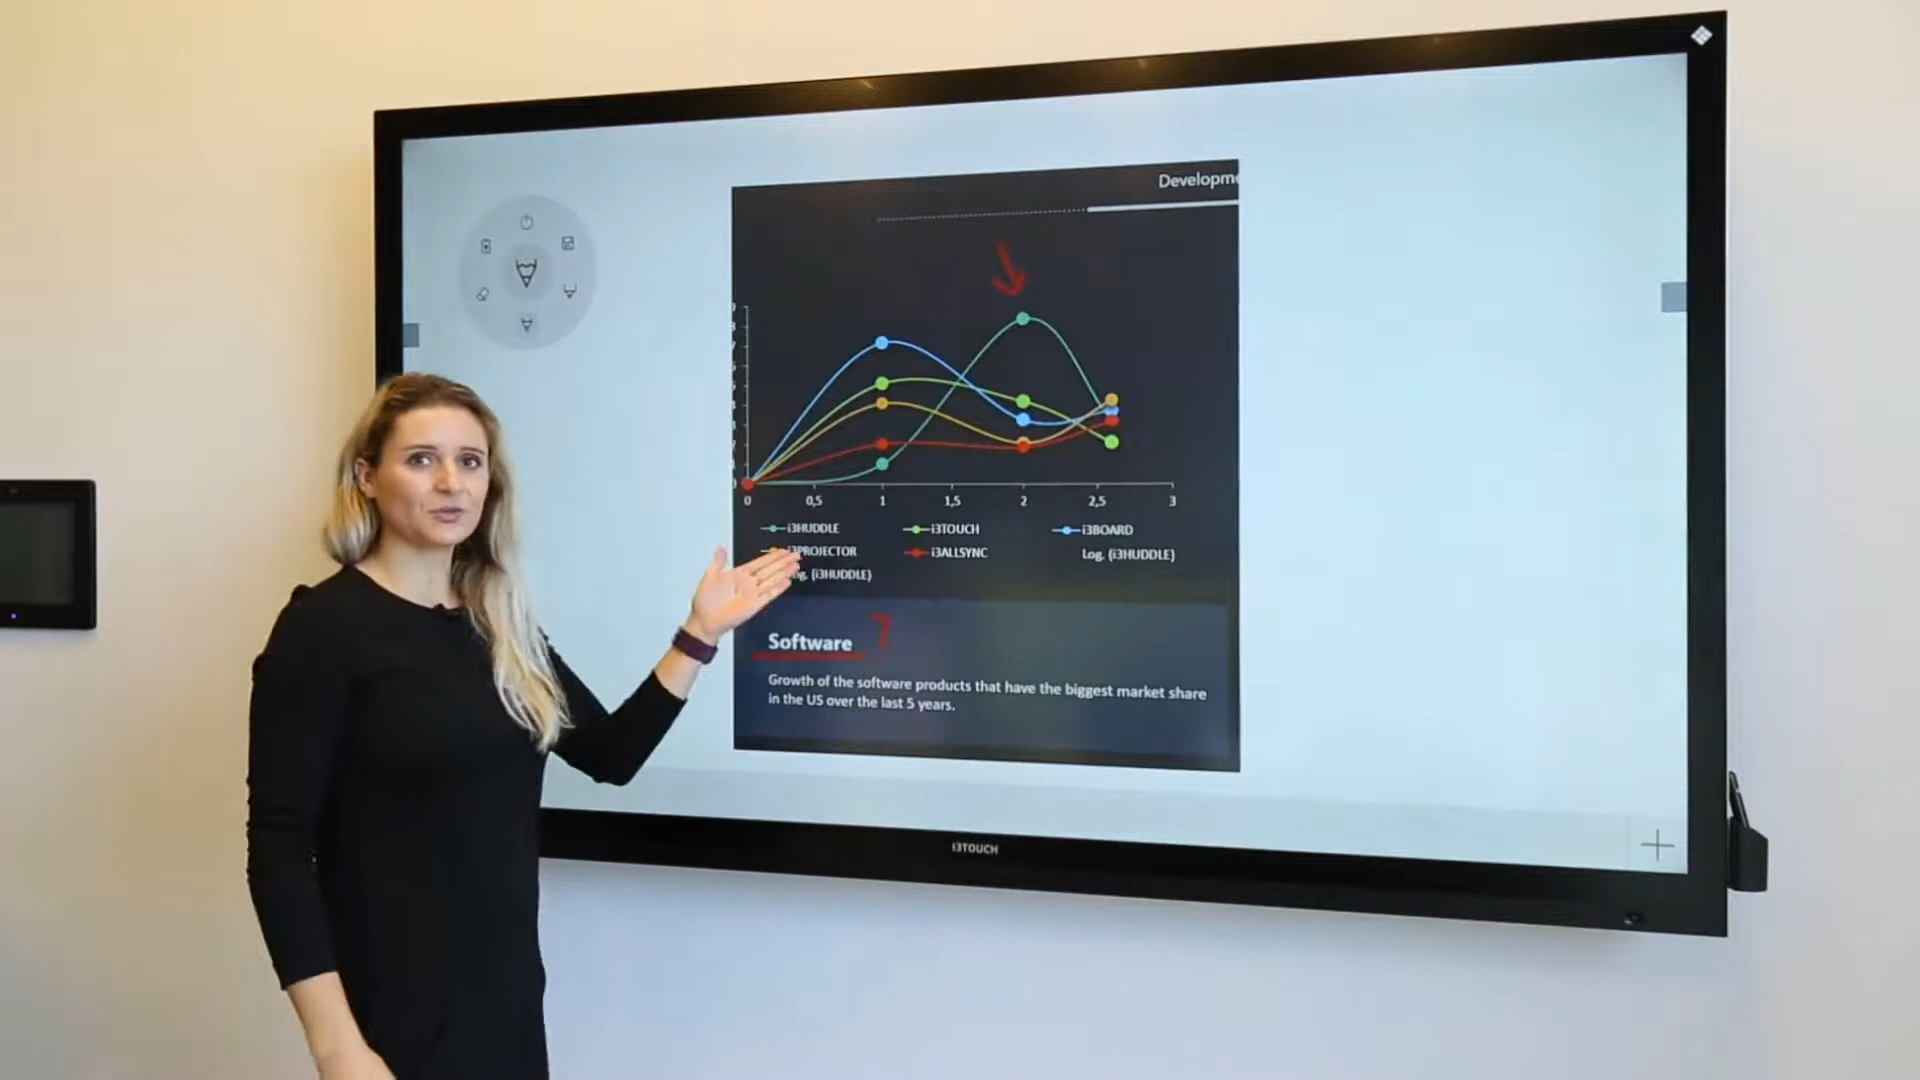 Developme
0 0,5 1 1,5 2 2,5 3
i3HUDDLE i3TOUCH i3BOARD
i3PROJECTOR i3ALLSYNC Log. (i3HUDDLE)
(i3HUDDLE)
Software ?
Growth of the software products that have the biggest market share
in the US over the last 5 years.
i3TOUCH